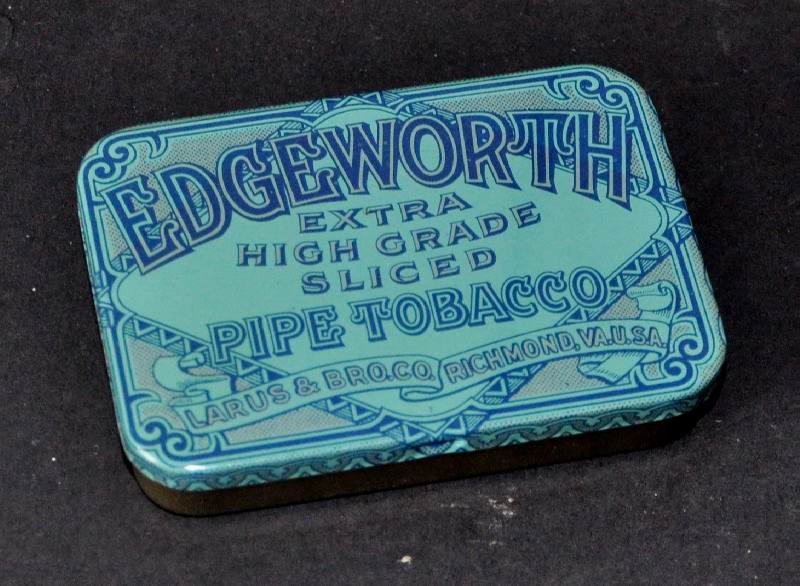 EDGEWORTH
EXTRA
HIGH GRADE
SLICED
PIPE TOBACCO
LARUS & BRO.CO. RICHMOND, VA.U.S.A.